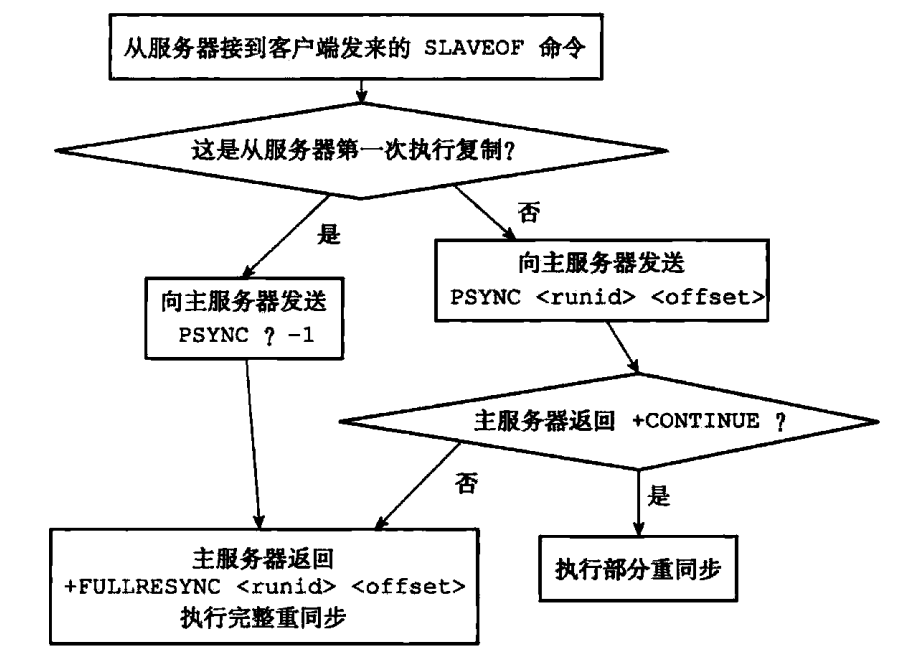 从服务器接到客户端发来的 SLAVEOF 命令
这是从服务器第一次执行复制？
是
否
向主服务器发送
PSYNC ? -1
向主服务器发送
PSYNC <runid> <offset>
主服务器返回 +CONTINUE ?
否
是
主服务器返回
+FULLRESYNC <runid> <offset>
执行完整重同步
执行部分重同步